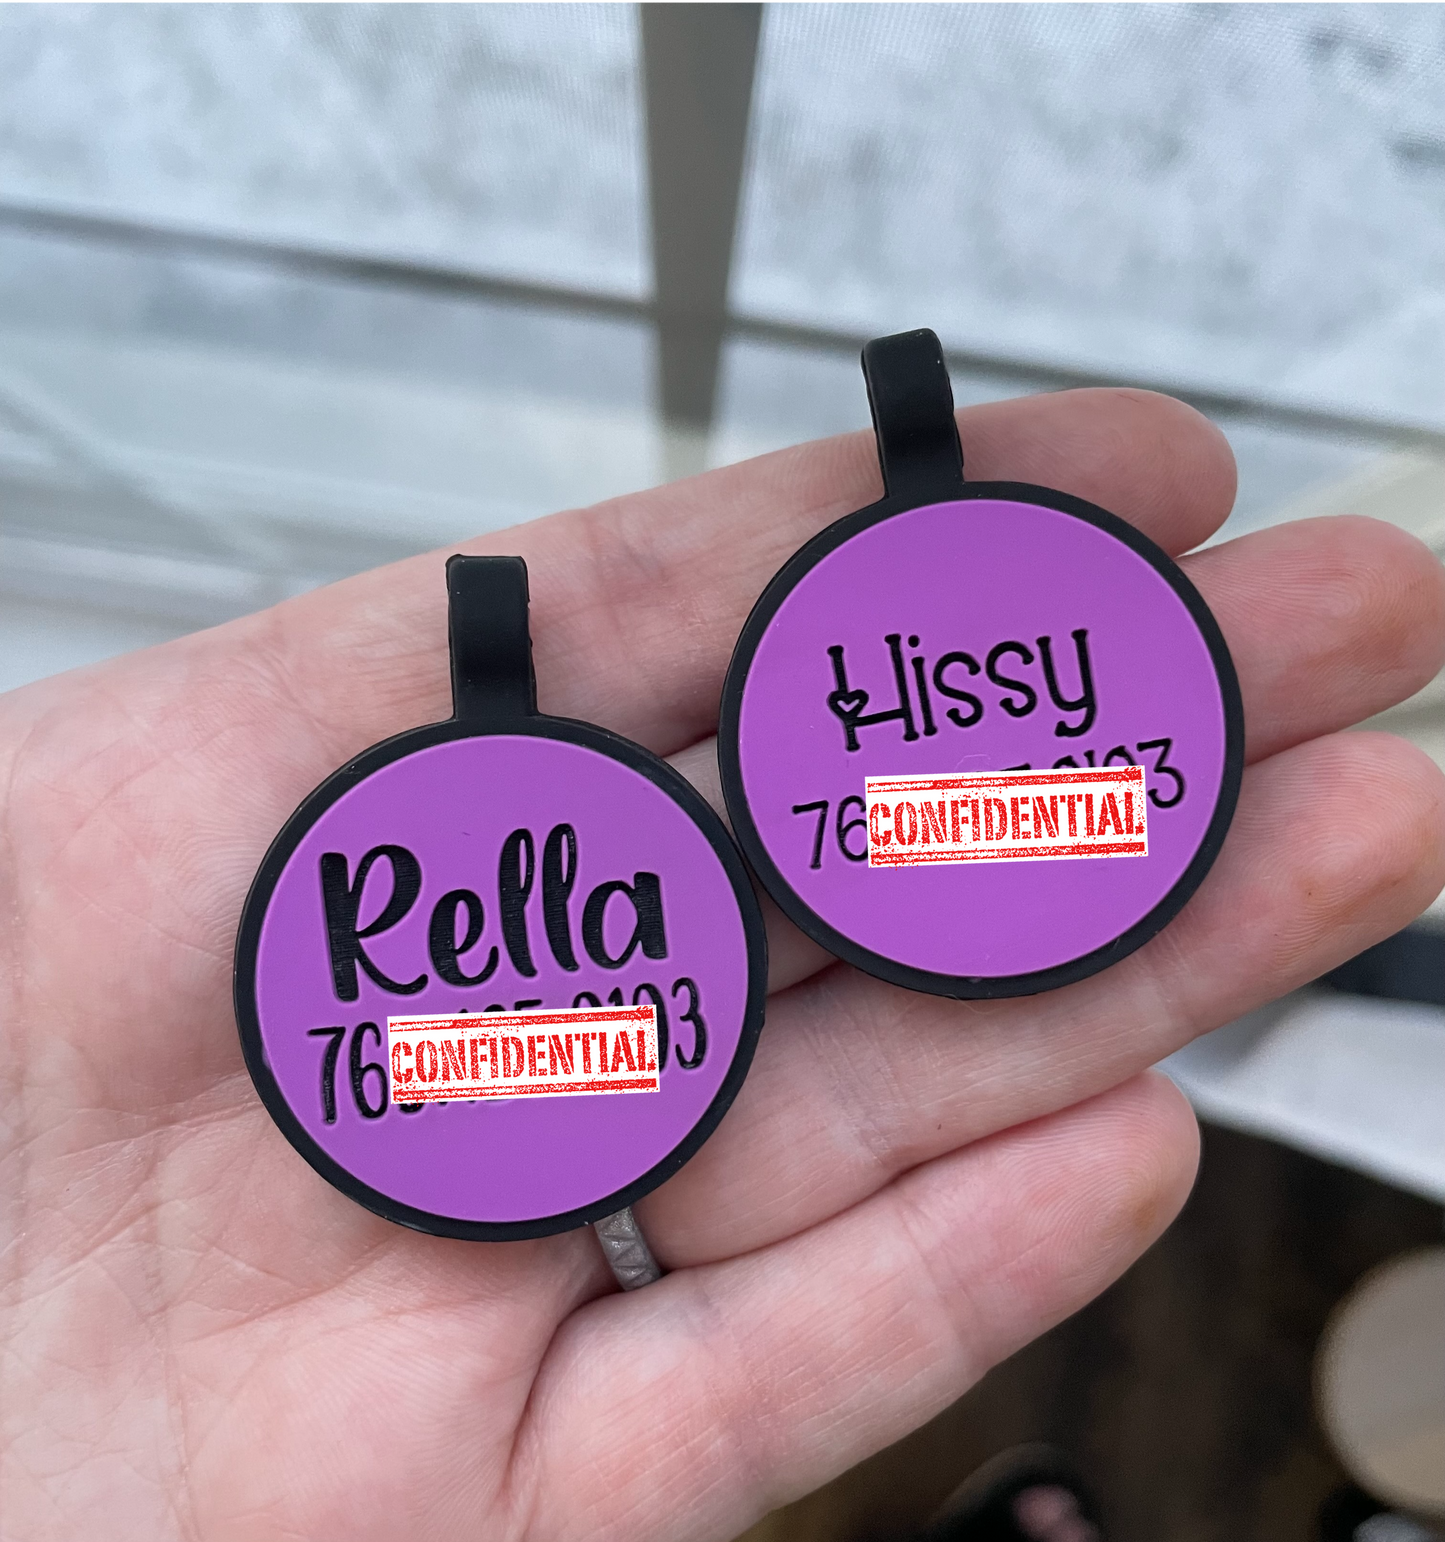 Rella
76 CONFIDENTIAL 3
Hissy
76 CONFIDENTIAL 3